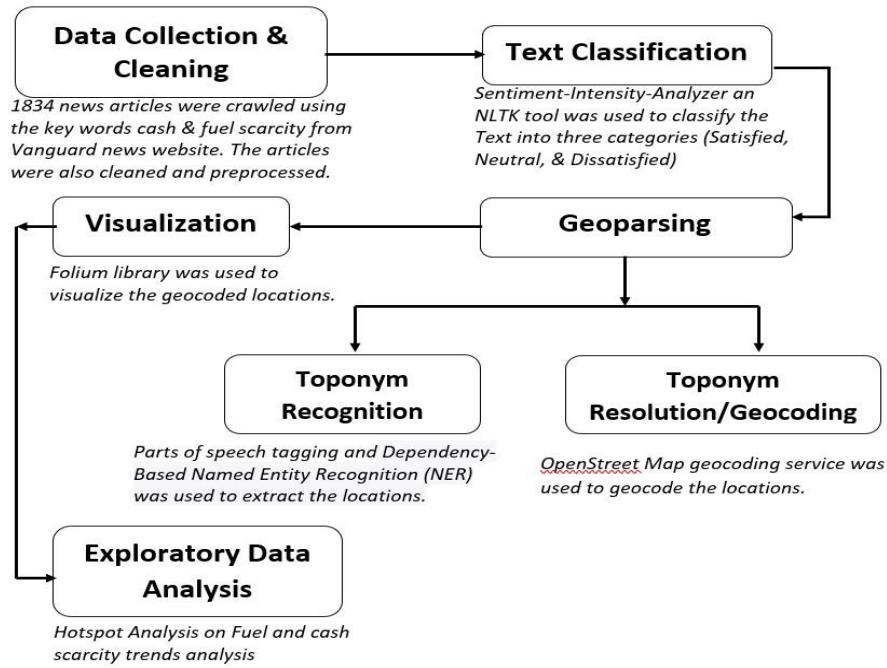 Data Collection &
Cleaning
1834 news articles were crawled using
the key words cash & fuel scarcity from
Vanguard news website. The articles
were also cleaned and preprocessed.
Text Classification
Sentiment-Intensity-Analyzer an
NLTK tool was used to classify the
Text into three categories (Satisfied,
Neutral, & Dissatisfied)
Geoparsing
Visualization
Folium library was used to
visualize the geocoded locations.
Toponym
Recognition
Parts of speech tagging and Dependency-
Based Named Entity Recognition (NER)
was used to extract the locations.
Toponym
Resolution/Geocoding
OpenStreet Map geocoding service was
used to geocode the locations.
Exploratory Data
Analysis
Hotspot Analysis on Fuel and cash
scarcity trends analysis